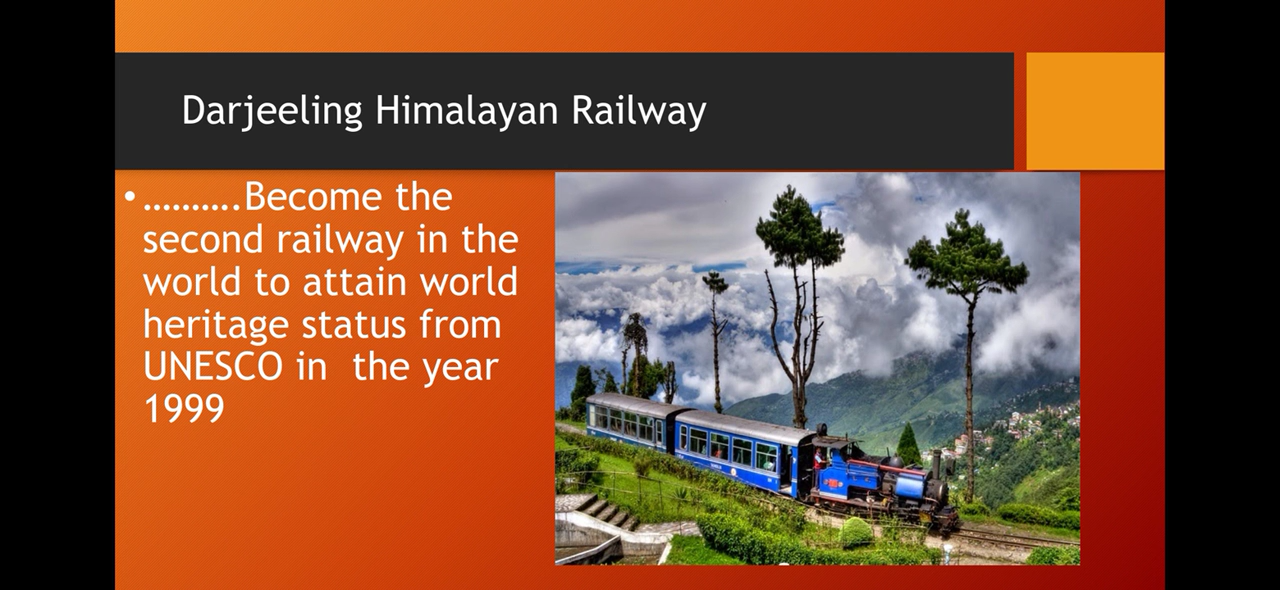 Darjeeling Himalayan Railway
• ……….Become the
second railway in the
world to attain world
heritage status from
UNESCO in  the year
1999